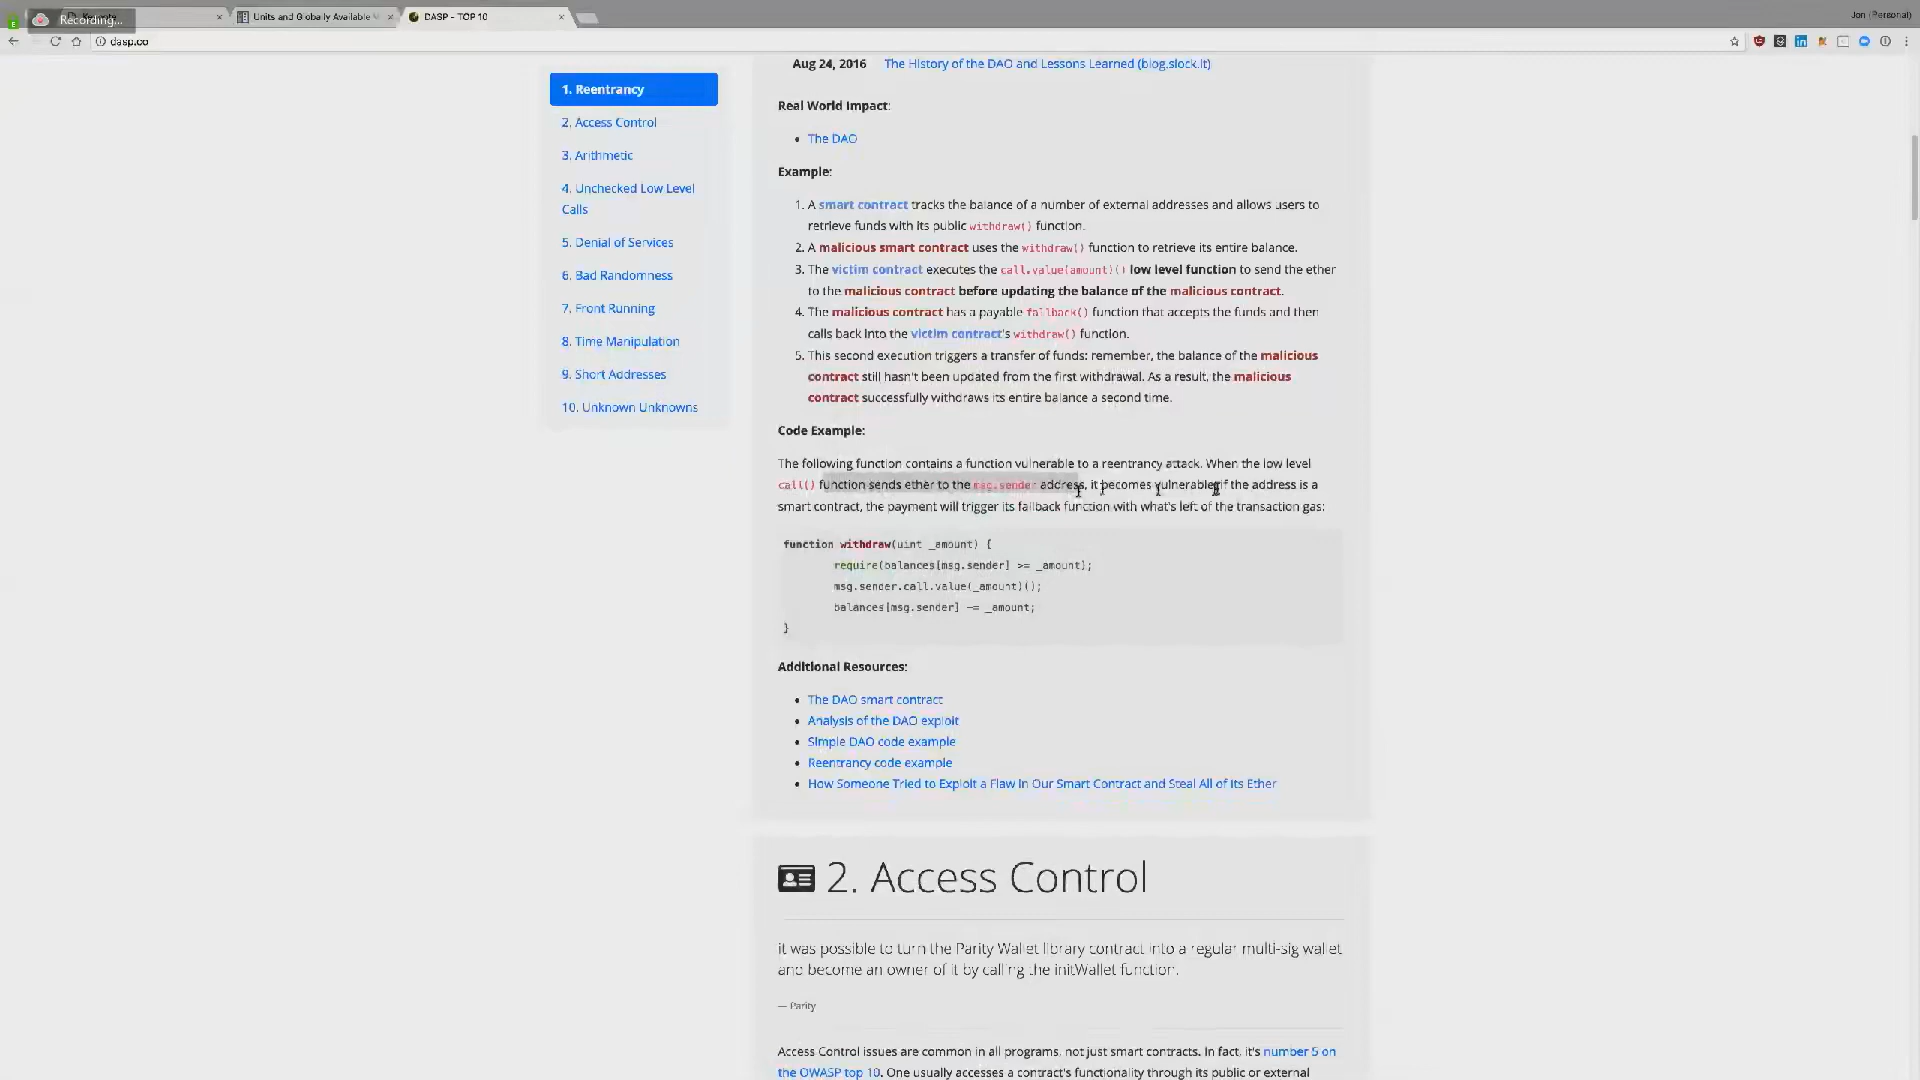 Recording...
Units and Globally Available
DASP - TOP 10
Jon (Personal)
dasp.co
1. Reentrancy
2. Access Control
3. Arithmetic
4. Unchecked Low Level
Calls
5. Denial of Services
6. Bad Randomness
7. Front Running
8. Time Manipulation
9. Short Addresses
10. Unknown Unknowns
Aug 24, 2016 The History of the DAO and Lessons Learned (blog.slock.it)
Real World Impact:
• The DAO
Example:
1. A smart contract tracks the balance of a number of external addresses and allows users to
retrieve funds with its public withdraw() function.
2. A malicious smart contract uses the withdraw() function to retrieve its entire balance.
3. The victim contract executes the call.value(amount)() low level function to send the ether
to the malicious contract before updating the balance of the malicious contract.
4. The malicious contract has a payable fallback() function that accepts the funds and then
calls back into the victim contract's withdraw() function.
5. This second execution triggers a transfer of funds: remember, the balance of the malicious
contract still hasn't been updated from the first withdrawal. As a result, the malicious
contract successfully withdraws its entire balance a second time.
Code Example:
The following function contains a function vulnerable to a reentrancy attack. When the low level
call() function sends ether to the msg.sender address, it becomes vulnerable; if the address is a
smart contract, the payment will trigger its fallback function with what's left of the transaction gas:
function withdraw(uint _amount) {
require(balances[msg.sender] >= _amount);
msg.sender.call.value(_amount)();
balances[msg.sender] -= _amount;
}
Additional Resources:
• The DAO smart contract
• Analysis of the DAO exploit
• Simple DAO code example
• Reentrancy code example
• How Someone Tried to Exploit a Flaw in Our Smart Contract and Steal All of Its Ether
2. Access Control
it was possible to turn the Parity Wallet library contract into a regular multi-sig wallet
and become an owner of it by calling the initWallet function.
— Parity
Access Control issues are common in all programs, not just smart contracts. In fact, it's number 5 on
the OWASP top 10. One usually accesses a contract's functionality through its public or external